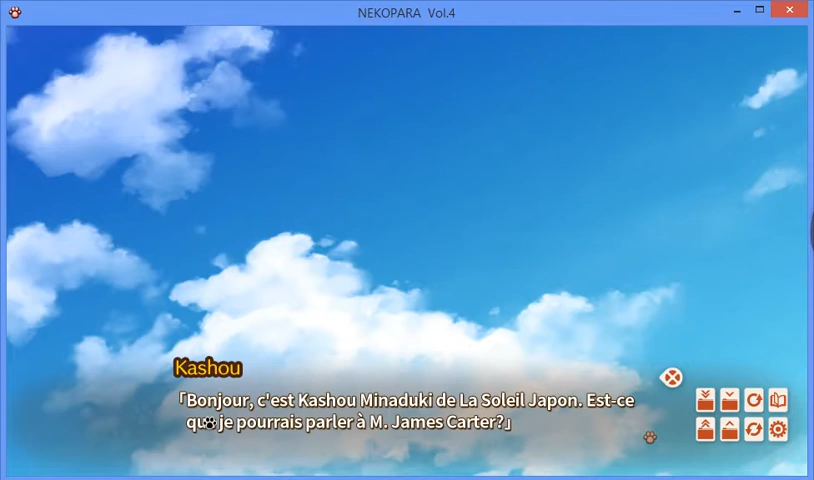 NEKOPARA Vol.4
Kashou
「Bonjour, c'est Kashou Minaduki de La Soleil Japon. Est-ce
que je pourrais parler à M. James Carter?」